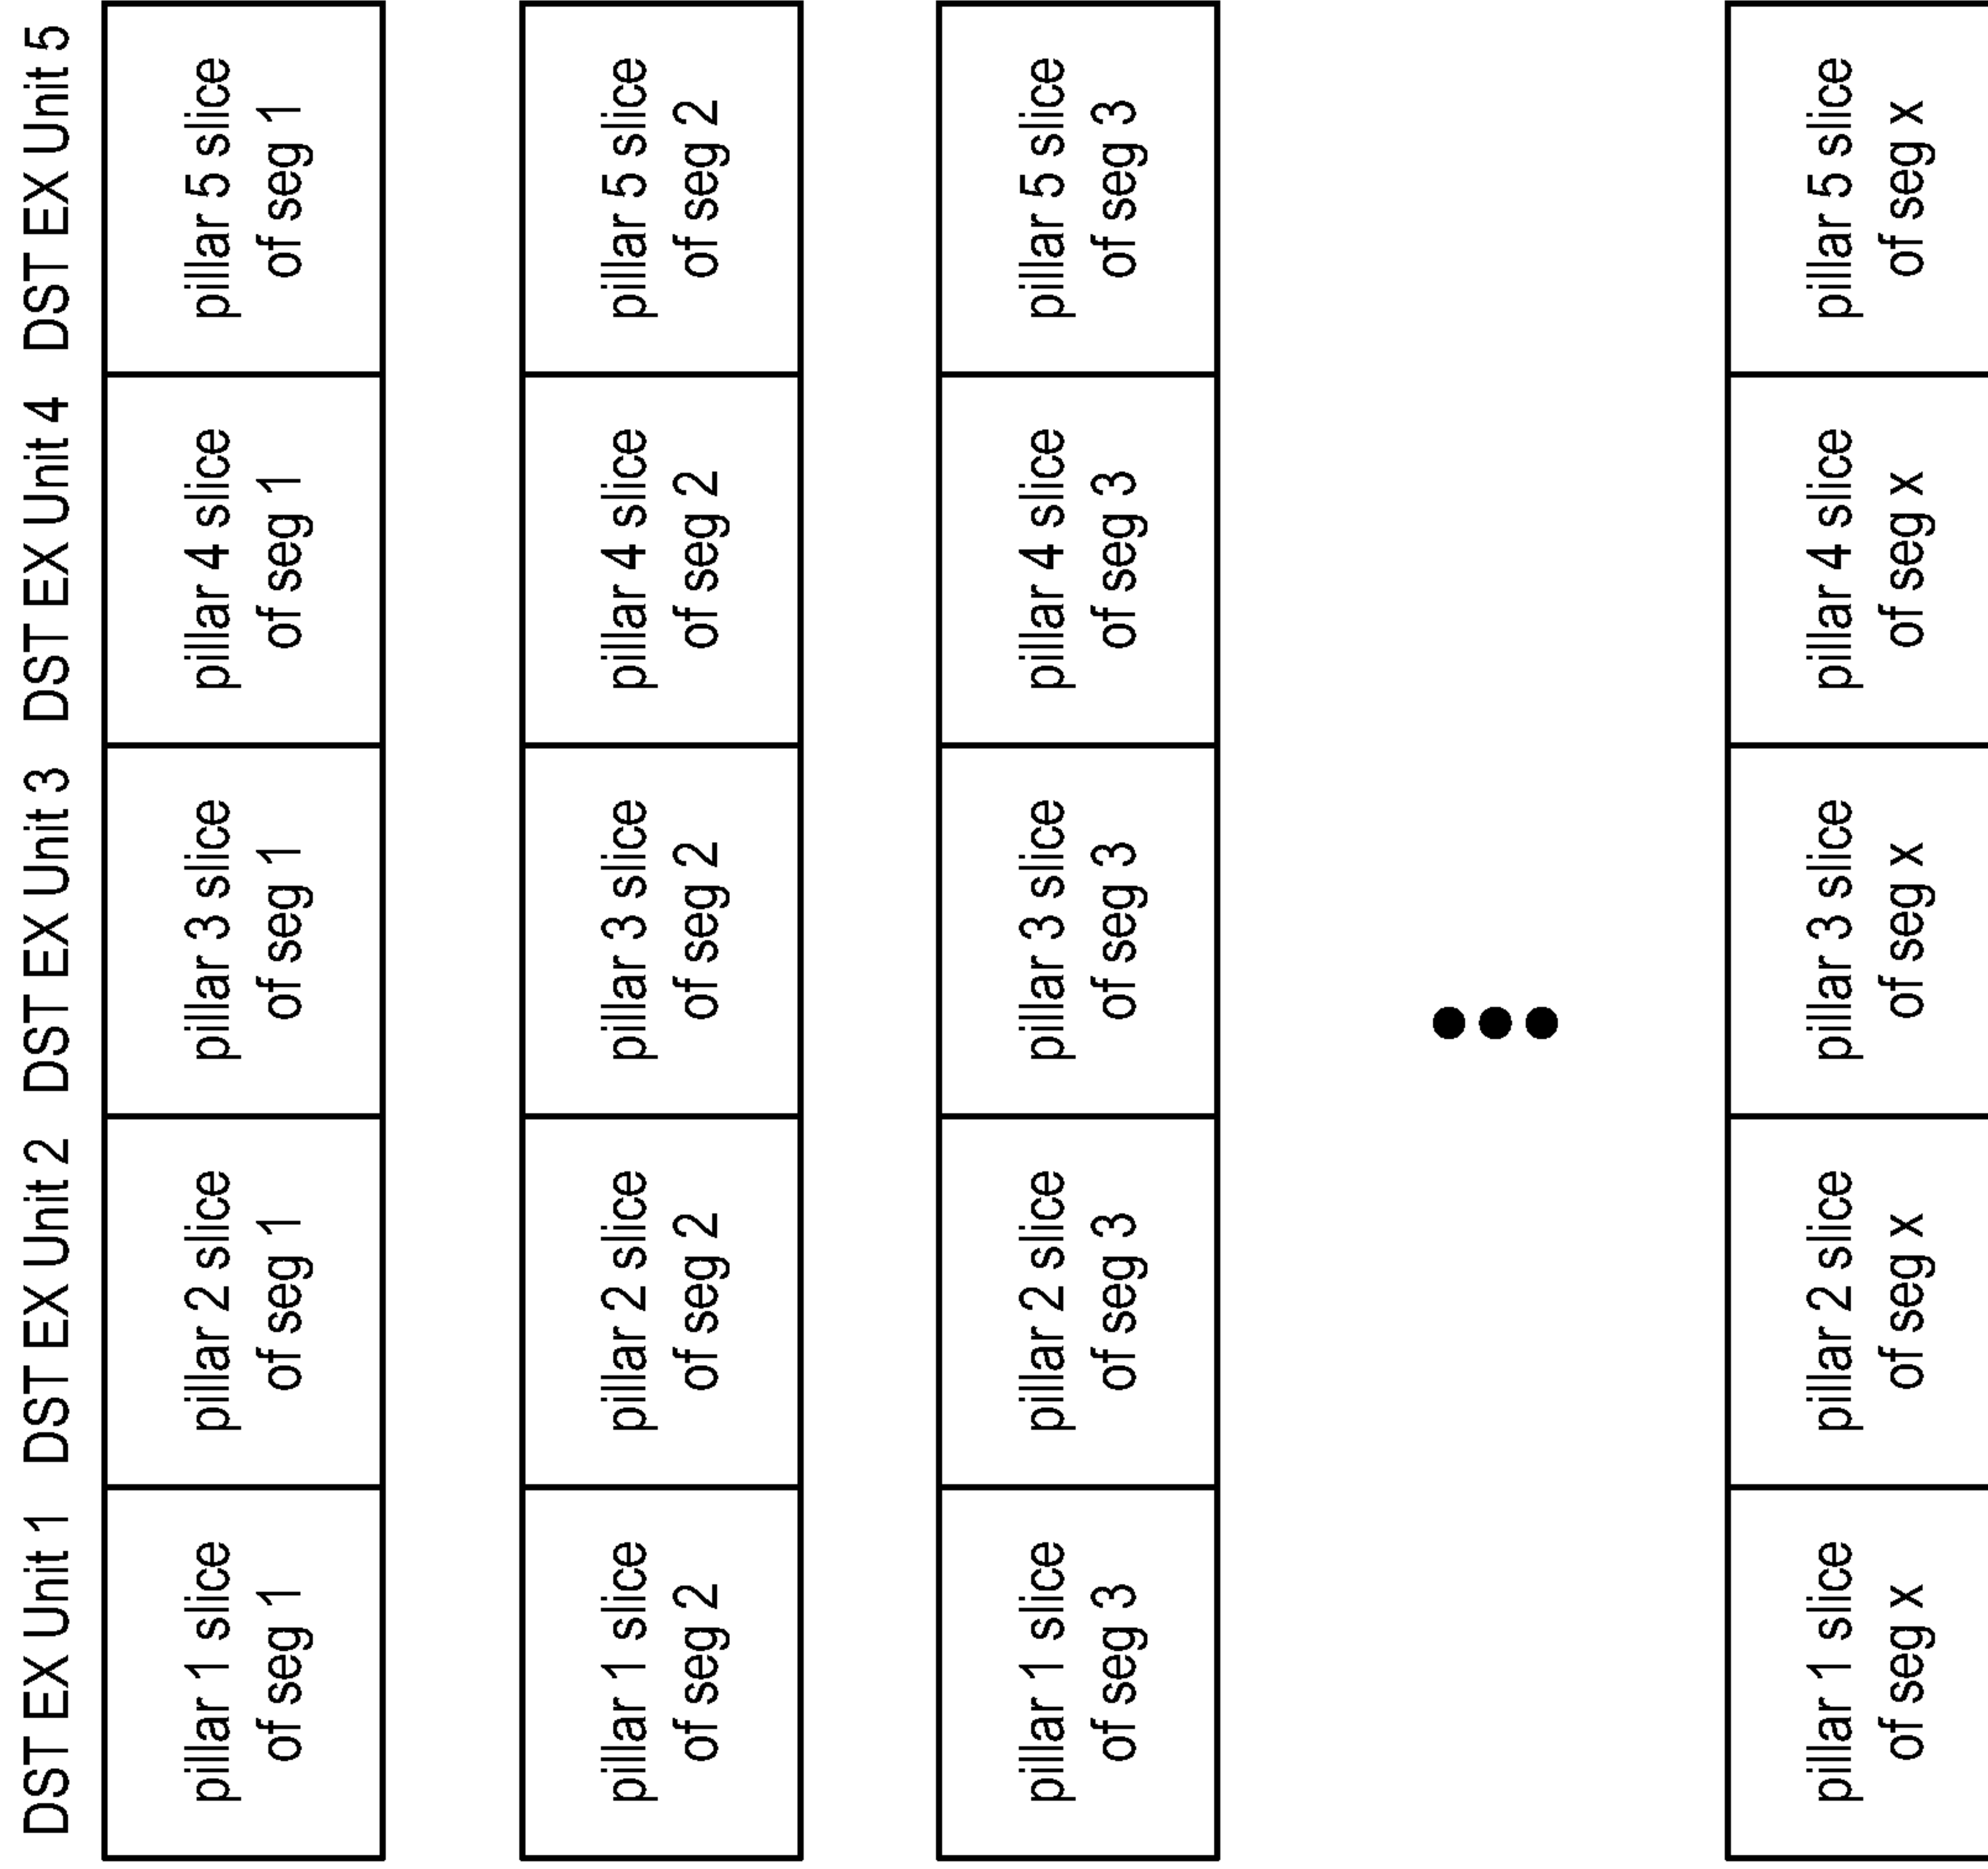 DST EX Unit 1
DST EX Unit 2
DST EX Unit 3
DST EX Unit 4
DST EX Unit 5
pillar 1 slice
of seg 1
pillar 2 slice
of seg 1
pillar 3 slice
of seg 1
pillar 4 slice
of seg 1
pillar 5 slice
of seg 1
pillar 1 slice
of seg 2
pillar 2 slice
of seg 2
pillar 3 slice
of seg 2
pillar 4 slice
of seg 2
pillar 5 slice
of seg 2
pillar 1 slice
of seg 3
pillar 2 slice
of seg 3
pillar 3 slice
of seg 3
pillar 4 slice
of seg 3
pillar 5 slice
of seg 3
pillar 1 slice
of seg x
pillar 2 slice
of seg x
pillar 3 slice
of seg x
pillar 4 slice
of seg x
pillar 5 slice
of seg x